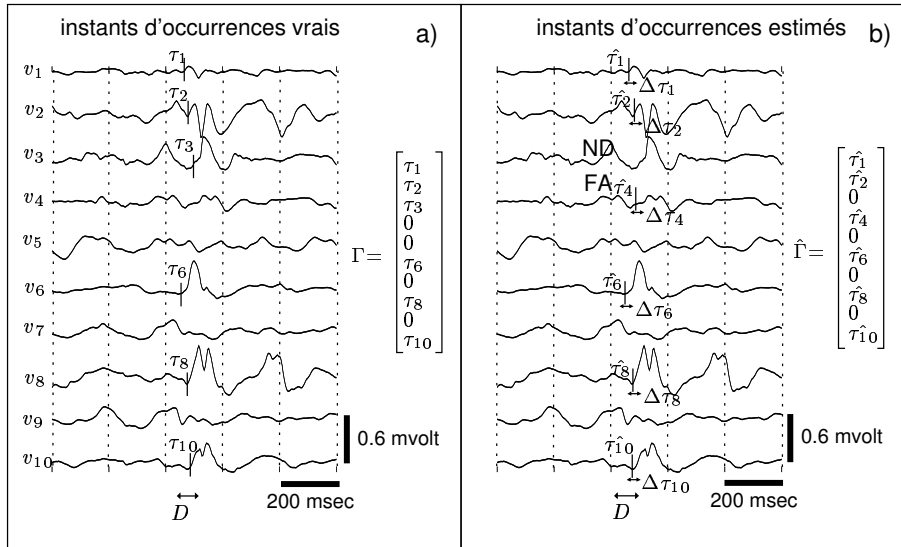 instants d'occurrences vrais
a)
v1
τ1
v2
τ2
v3
τ3
v4
v5
v6
τ6
v7
v8
τ8
v9
v10
τ10
Γ=
τ1
τ2
τ3
0
0
τ6
0
τ8
0
τ10
0.6 mvolt
200 msec
D
instants d'occurrences estimés
b)
τ̂1
Δτ1
τ̂2
Δτ2
ND
FA
τ̂4
Δτ4
τ̂6
Δτ6
τ̂8
Δτ8
τ̂10
Δτ10
Γ̂=
τ̂1
τ̂2
0
τ̂4
0
τ̂6
0
τ̂8
0
τ̂10
0.6 mvolt
200 msec
D